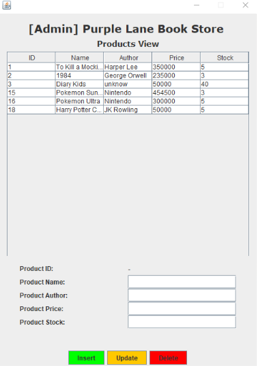 [Admin] Purple Lane Book Store
Products View
ID Name Author Price Stock
1 To Kill a Mocki... Harper Lee 350000 5
2 1984 George Orwell 235000 3
3 Diary Kids unknow 50000 40
15 Pokemon Sun... Nintendo 454500 3
16 Pokemon Ultra Nintendo 300000 5
18 Harry Potter C... JK Rowling 50000 5
Product ID: -
Product Name:
Product Author:
Product Price:
Product Stock:
Insert Update Delete